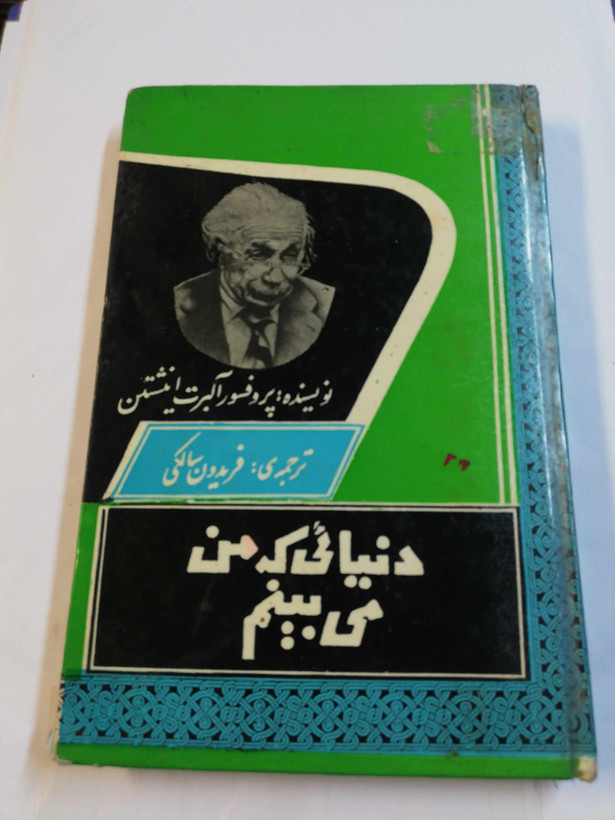 نویسنده: پروفسور آلبرت اینشتین
ترجمه‌ی: فریدون سالکی
دنیائی که من
می بینم